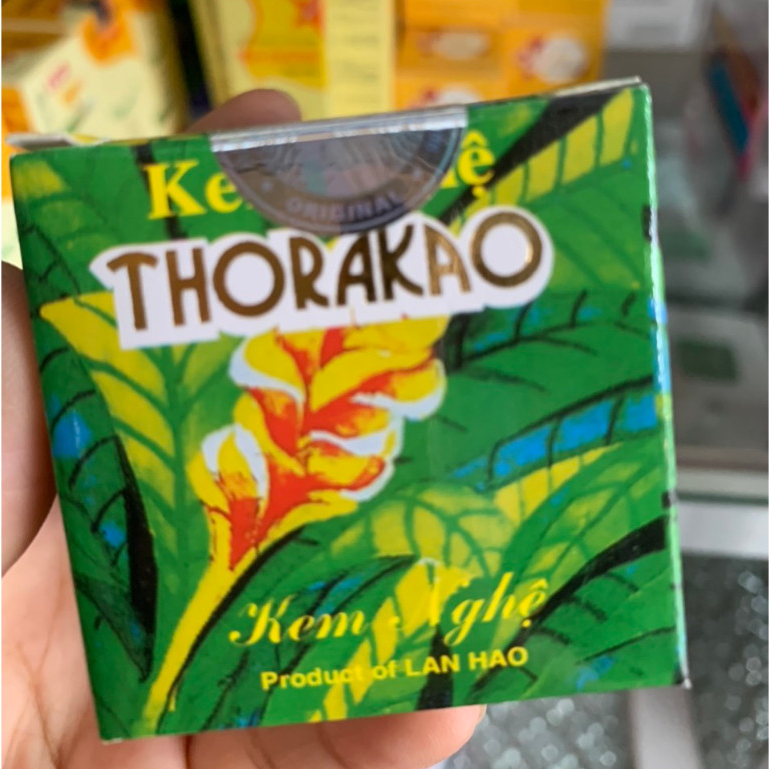 ORIGINAL
THORAKAO
Kem Nghệ
Product of LAN HAO